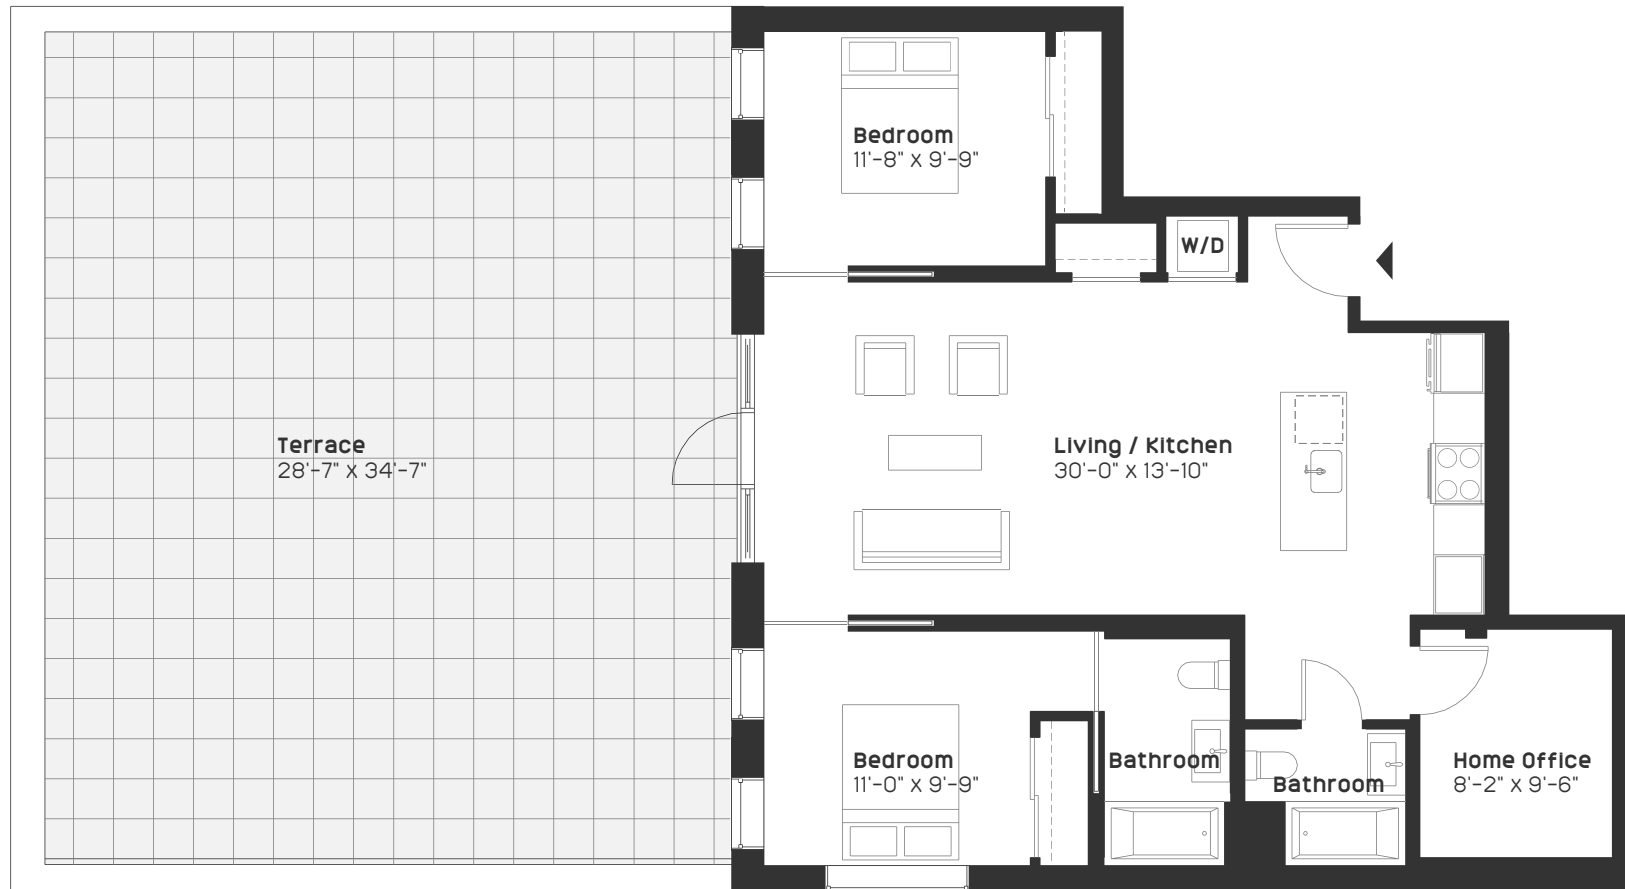 Bedroom
11'-8" X 9'-9"
W/D
Terrace
28'-7" X 34'-7"
Living / Kitchen
30'-0" X 13'-10"
Bedroom
11'-0" X 9'-9"
Bathroom
Bathroom
Home Office
8'-2" X 9'-6"